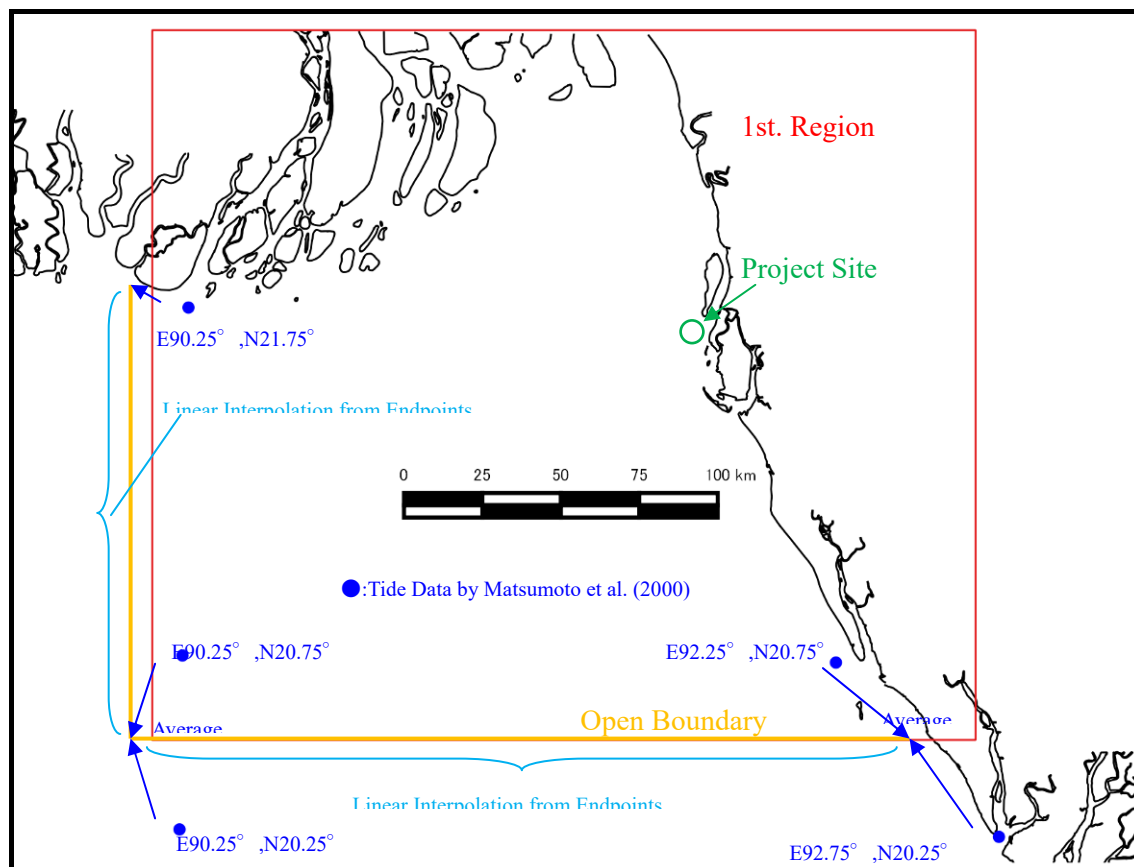 1st. Region
Project Site
E90.25° ,N21.75°
Linear Interpolation from Endpoints
0 25 50 75 100 km
:Tide Data by Matsumoto et al. (2000)
E90.25° ,N20.75°
E92.25° ,N20.75°
Average
Open Boundary
Average
Linear Interpolation from Endpoints
E90.25° ,N20.25°
E92.75° ,N20.25°